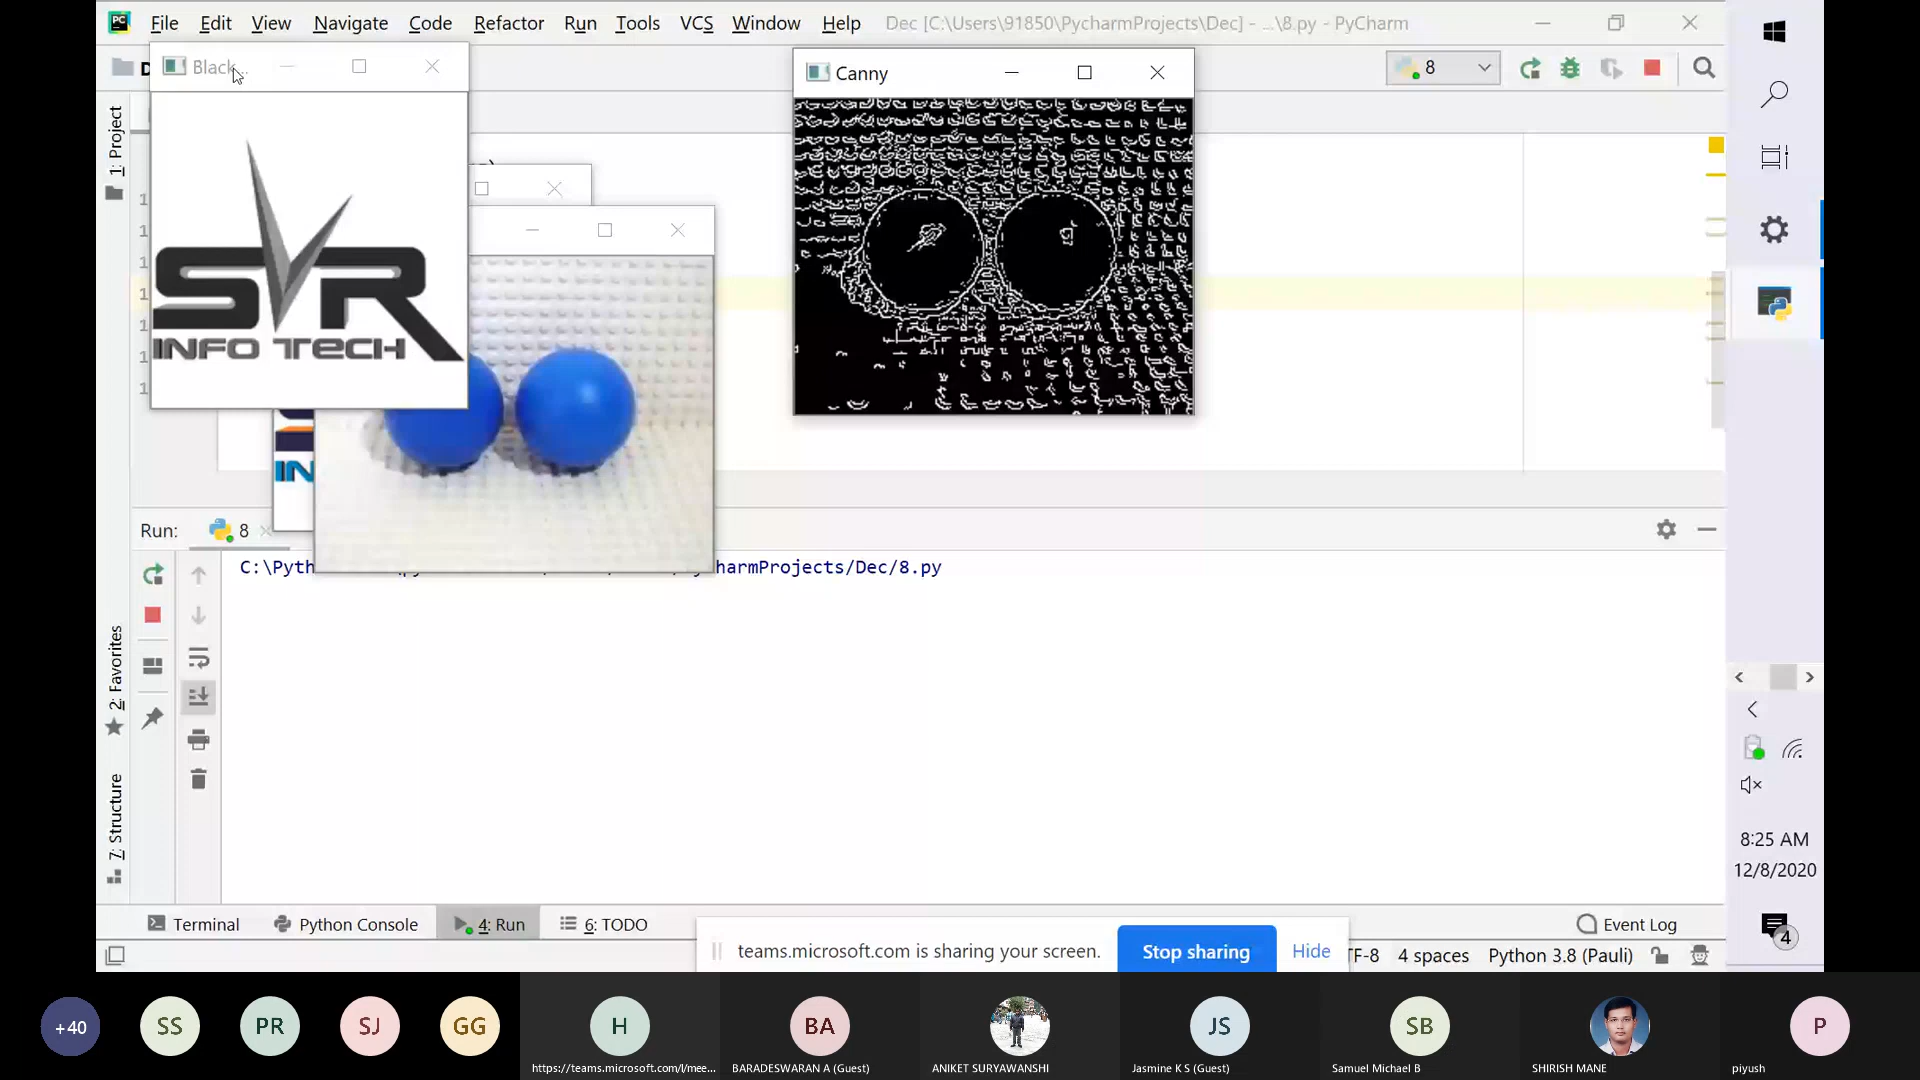 File Edit View Navigate Code Refactor Run Tools VCS Window Help Dec [C:\Users\91850\PycharmProjects\Dec] - ...\8.py - PyCharm
Black...
Canny
8
1: Project
SVR
INFO TECH
IN
Run: 8
C:\Pyth
harmProjects/Dec/8.py
2: Favorites
7: Structure
8:25 AM
12/8/2020
4
Terminal Python Console 4: Run 6: TODO Event Log
teams.microsoft.com is sharing your screen. Stop sharing Hide
TF-8 4 spaces Python 3.8 (Pauli)
+40 SS PR SJ GG H BA JS SB P
https://teams.microsoft.com/l/mee... BARADESWARAN A (Guest) ANIKET SURYAWANSHI Jasmine K S (Guest) Samuel Michael B SHIRISH MANE piyush